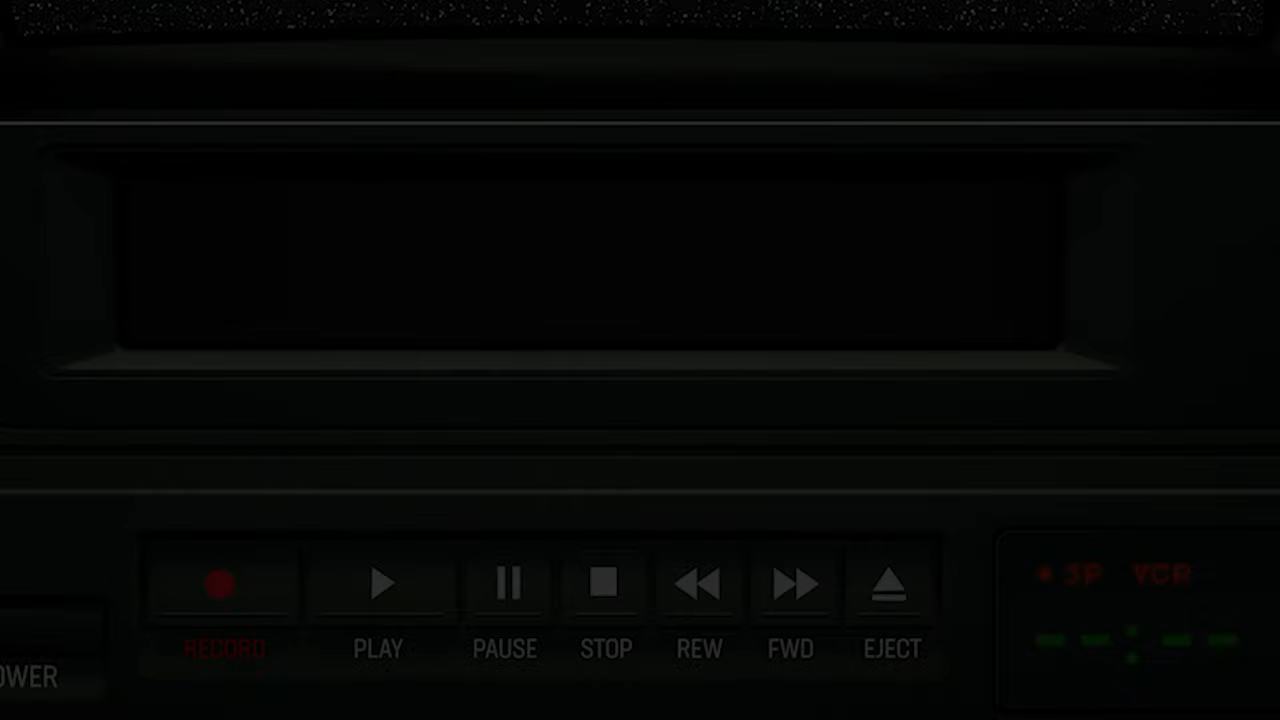 SP VCR
--:--
RECORD PLAY PAUSE STOP REW FWD EJECT
OWER